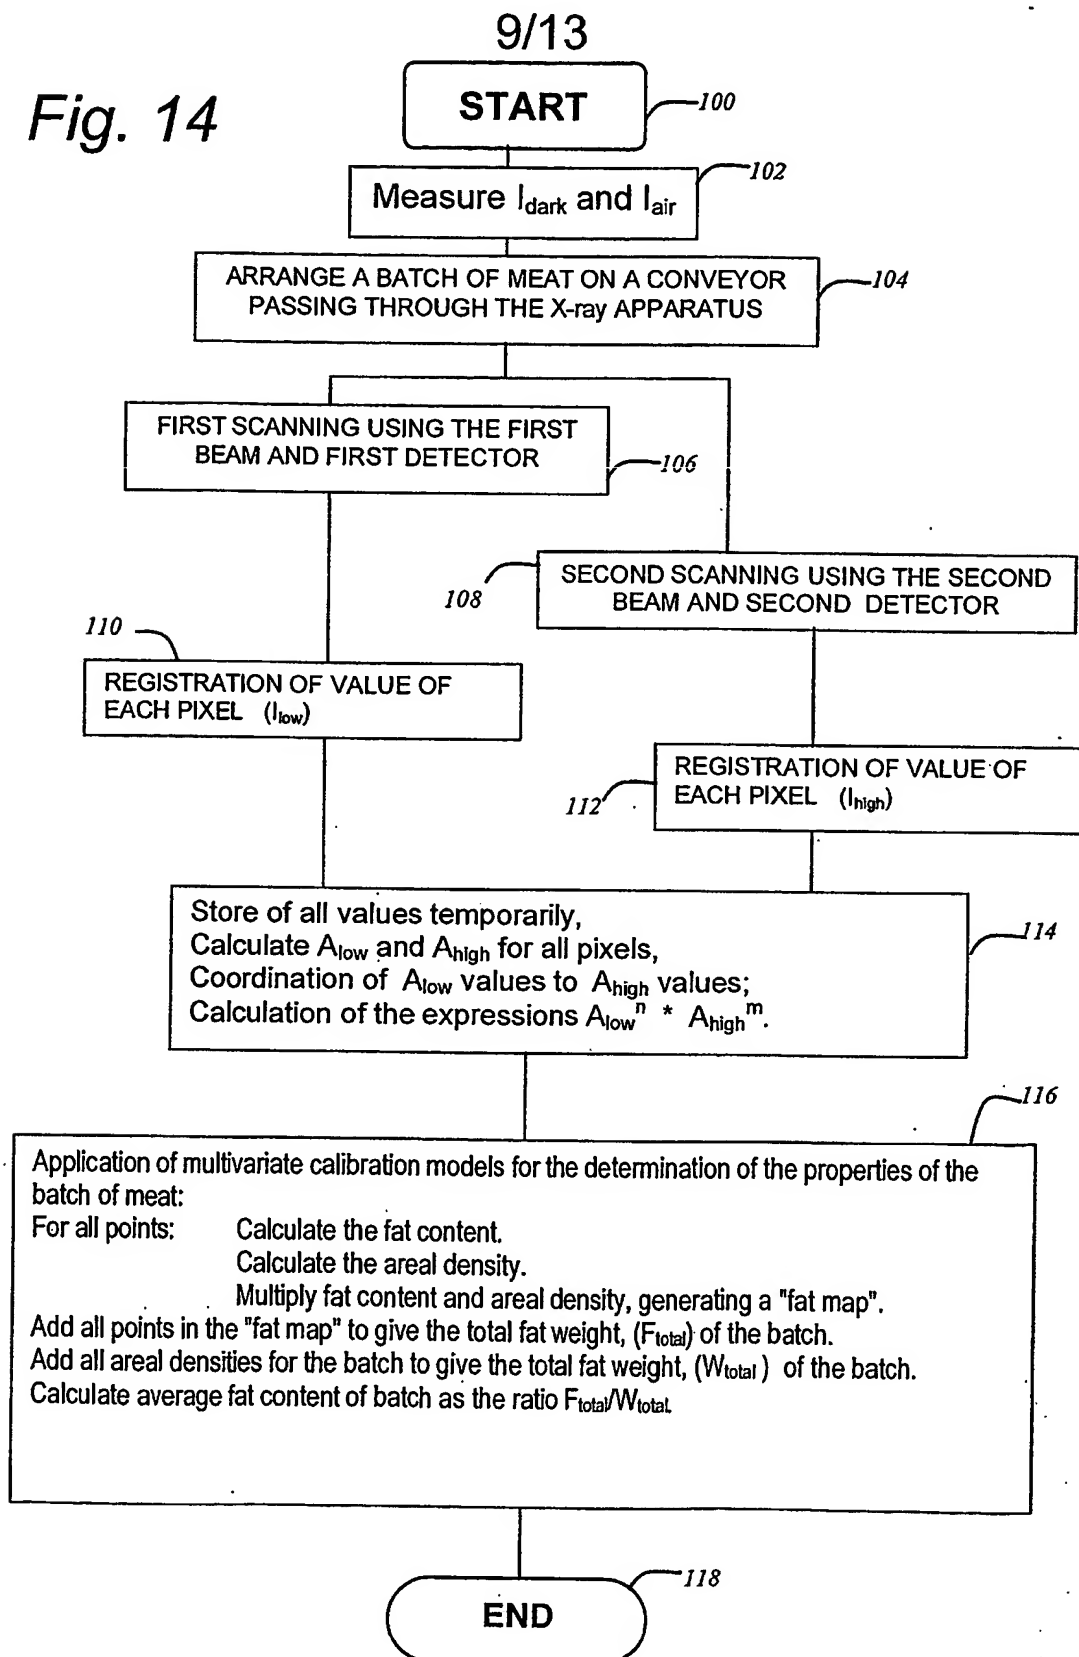 9/13
Fig. 14
START
100
Measure Idark and Iair
102
ARRANGE A BATCH OF MEAT ON A CONVEYOR
PASSING THROUGH THE X-ray APPARATUS
104
FIRST SCANNING USING THE FIRST
BEAM AND FIRST DETECTOR
106
SECOND SCANNING USING THE SECOND
BEAM AND SECOND DETECTOR
108
110
REGISTRATION OF VALUE OF
EACH PIXEL (Ilow)
REGISTRATION OF VALUE OF
EACH PIXEL (Ihigh)
112
Store of all values temporarily,
Calculate Alow and Ahigh for all pixels,
Coordination of Alow values to Ahigh values;
Calculation of the expressions Alow^n * Ahigh^m.
114
116
Application of multivariate calibration models for the determination of the properties of the
batch of meat:
For all points: Calculate the fat content.
Calculate the areal density.
Multiply fat content and areal density, generating a "fat map".
Add all points in the "fat map" to give the total fat weight, (Ftotal) of the batch.
Add all areal densities for the batch to give the total fat weight, (Wtotal ) of the batch.
Calculate average fat content of batch as the ratio Ftotal/Wtotal.
118
END